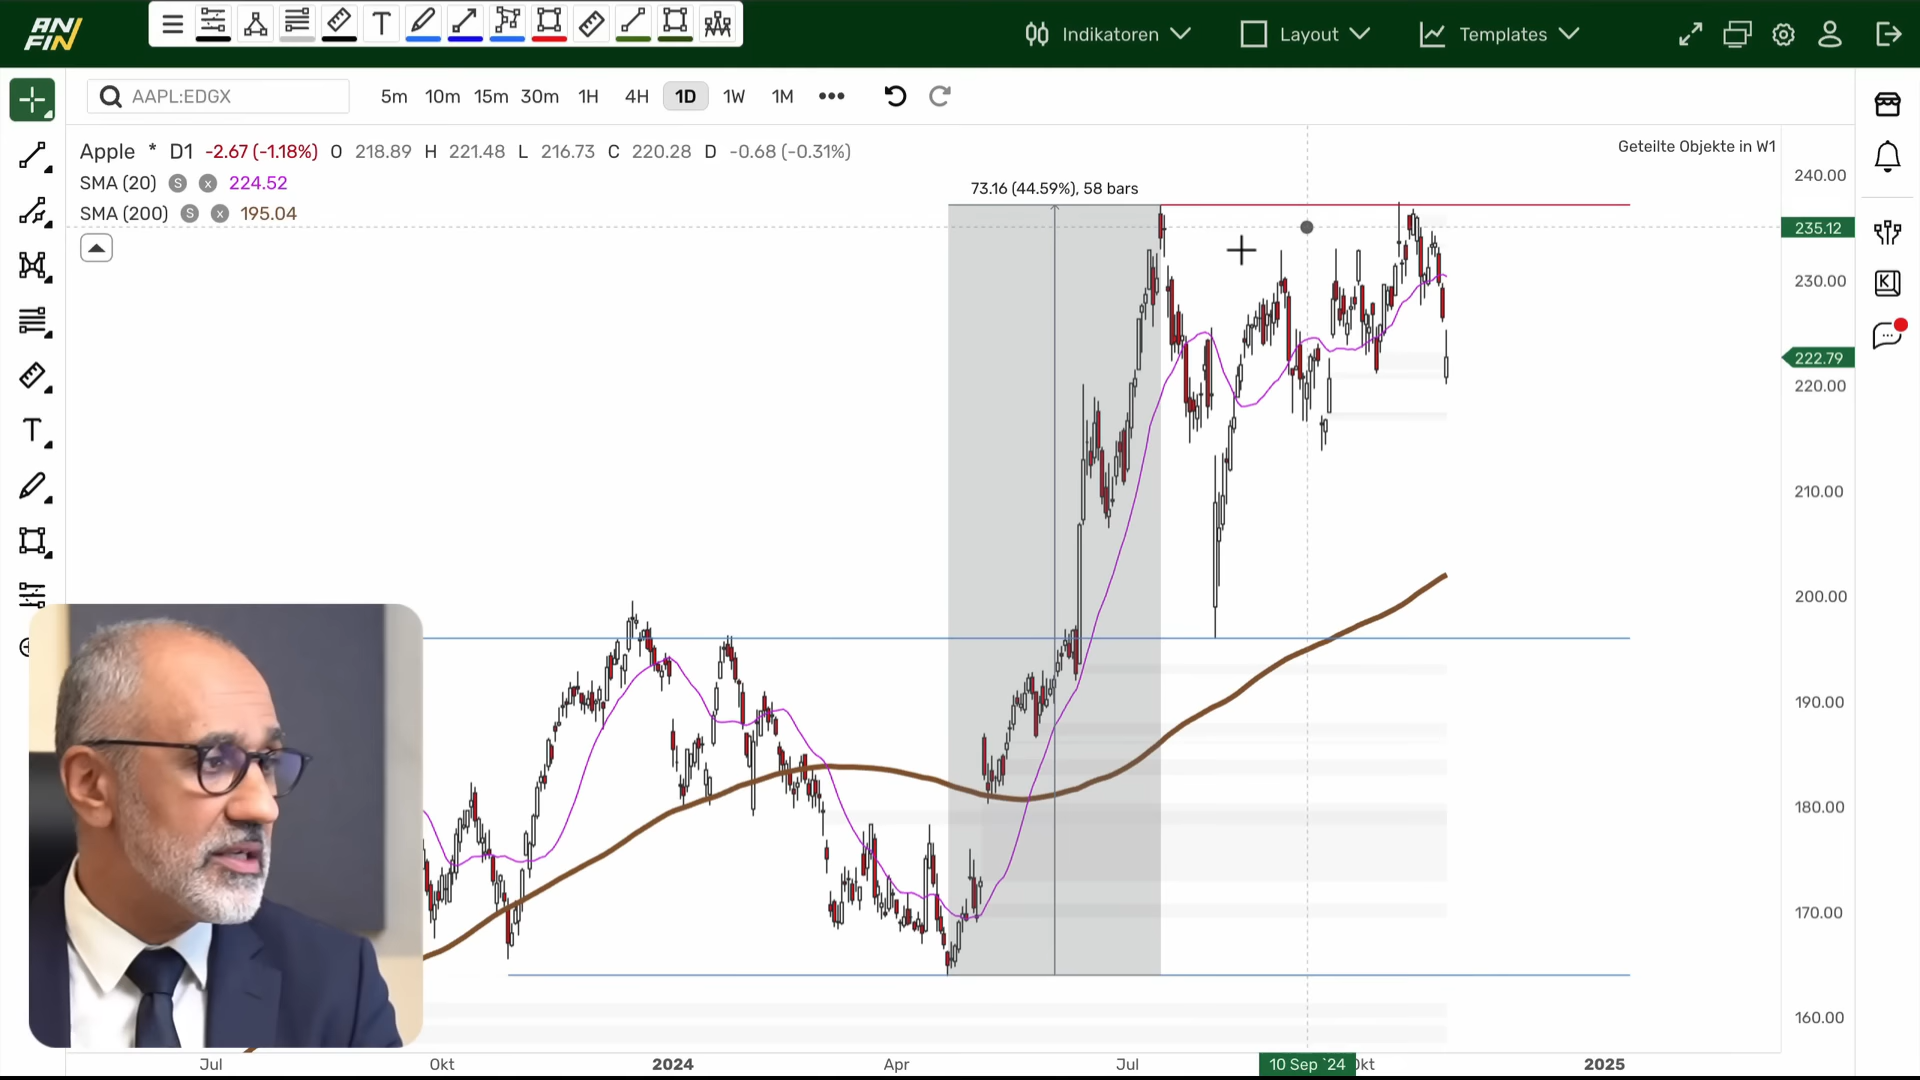 ANFIN
T
Indikatoren
Layout
Templates
AAPL:EDGX
5m 10m 15m 30m 1H 4H 1D 1W 1M
Apple * D1 -2.67 (-1.18%) O 218.89 H 221.48 L 216.73 C 220.28 D -0.68 (-0.31%)
Geteilte Objekte in W1
SMA (20) S x 224.52
SMA (200) S x 195.04
73.16 (44.59%), 58 bars
T
K
240.00
235.12
230.00
222.79
220.00
210.00
200.00
190.00
180.00
170.00
160.00
Jul Okt 2024 Apr Jul 10 Sep `24 Okt 2025